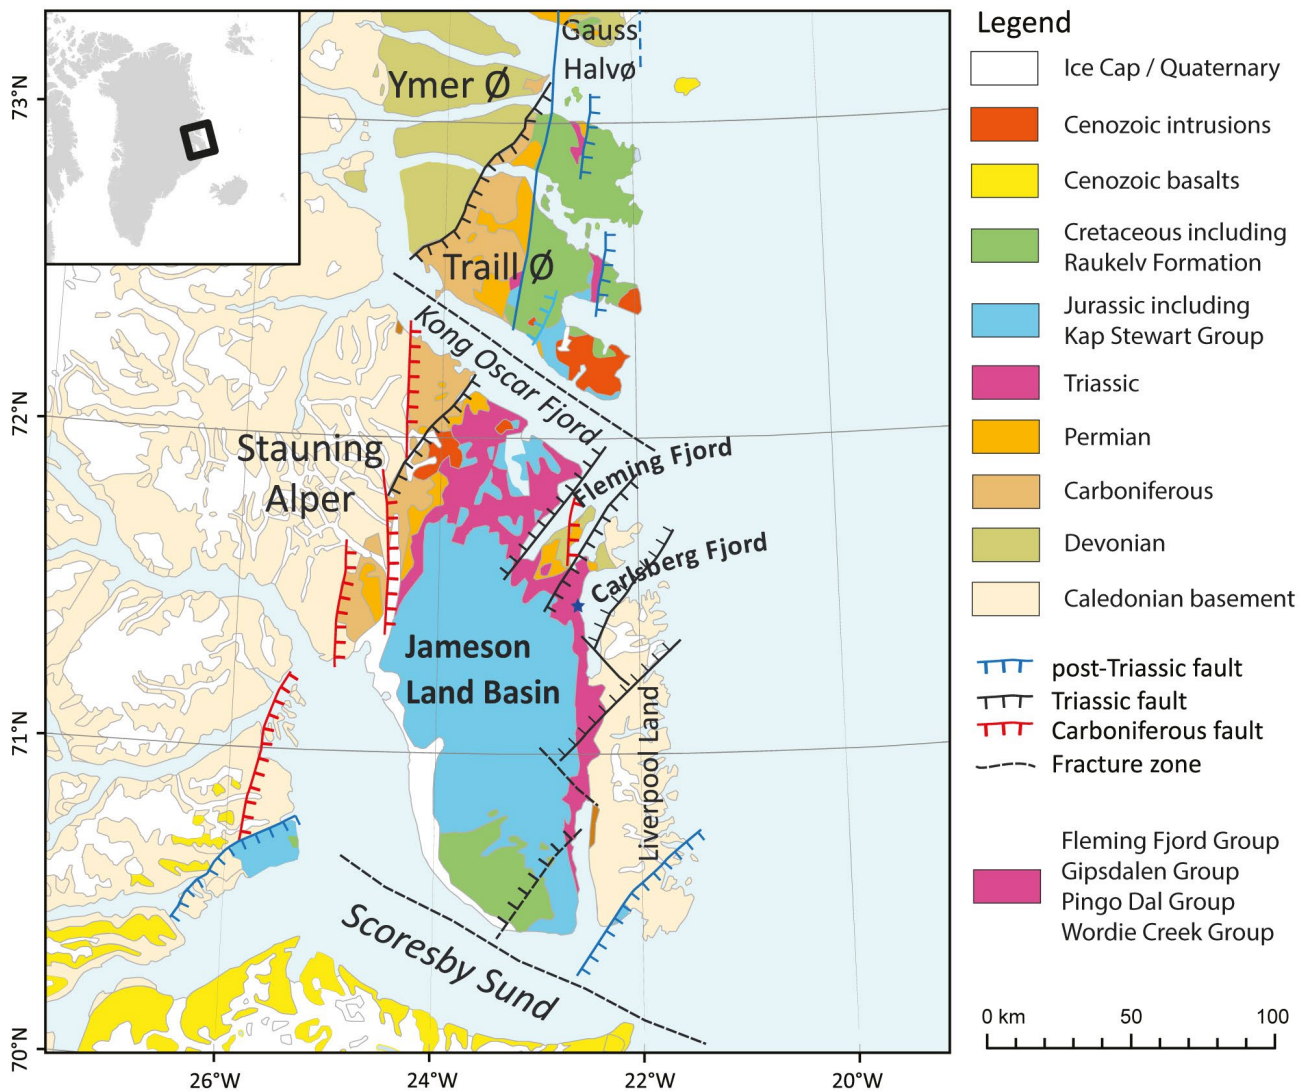 Gauss
Halvø
Ymer Ø
Traill Ø
Kong Oscar Fjord
Stauning
Alper
Fleming Fjord
Carlsberg Fjord
Jameson
Land Basin
Liverpool Land
Scoresby Sund
73°N
72°N
71°N
70°N
26°W
24°W
22°W
20°W
Legend
Ice Cap / Quaternary
Cenozoic intrusions
Cenozoic basalts
Cretaceous including
Raukelv Formation
Jurassic including
Kap Stewart Group
Triassic
Permian
Carboniferous
Devonian
Caledonian basement
post-Triassic fault
Triassic fault
Carboniferous fault
Fracture zone
Fleming Fjord Group
Gipsdalen Group
Pingo Dal Group
Wordie Creek Group
0 km 50 100